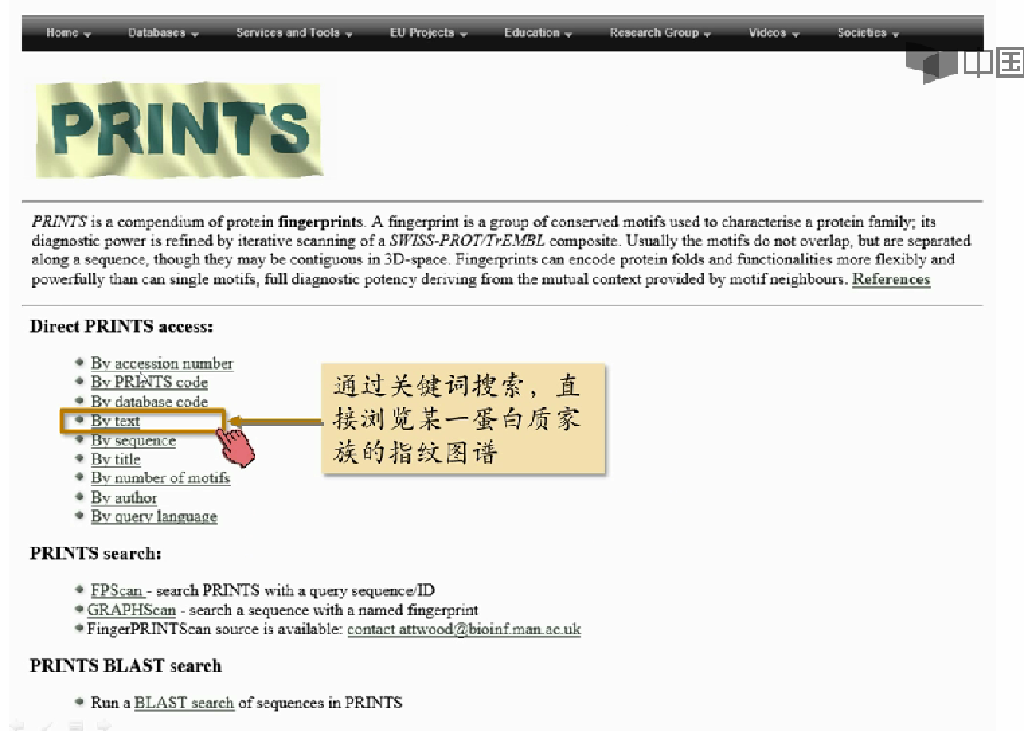 Home Databases Services and Tools EU Projects Education Research Group Videos Societies
中国
PRINTS
PRINTS is a compendium of protein fingerprints. A fingerprint is a group of conserved motifs used to characterise a protein family; its
diagnostic power is refined by iterative scanning of a SWISS-PROT/TrEMBL composite. Usually the motifs do not overlap, but are separated
along a sequence, though they may be contiguous in 3D-space. Fingerprints can encode protein folds and functionalities more flexibly and
powerfully than can single motifs, full diagnostic potency deriving from the mutual context provided by motif neighbours. References
Direct PRINTS access:
By accession number
By PRINTS code
By database code
By text
By sequence
By title
By number of motifs
By author
By query language
通过关键词搜索，直
接浏览某一蛋白质家
族的指纹图谱
PRINTS search:
FPScan - search PRINTS with a query sequence/ID
GRAPHScan - search a sequence with a named fingerprint
FingerPRINTScan source is available: contact attwood@bioinf.man.ac.uk
PRINTS BLAST search
Run a BLAST search of sequences in PRINTS